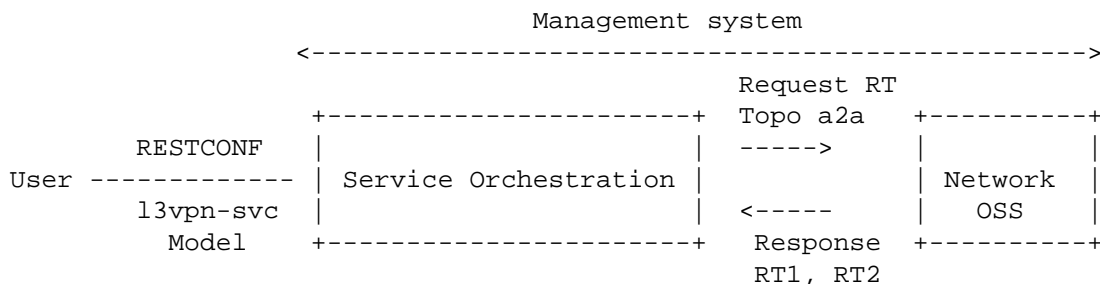 Management system
<------------------------------------------------->
Request RT
+-----------------------+ Topo a2a +----------+
RESTCONF | | -----> | |
User ------------- | Service Orchestration | | Network |
l3vpn-svc | | <----- | OSS |
Model +-----------------------+ Response +----------+
RT1, RT2